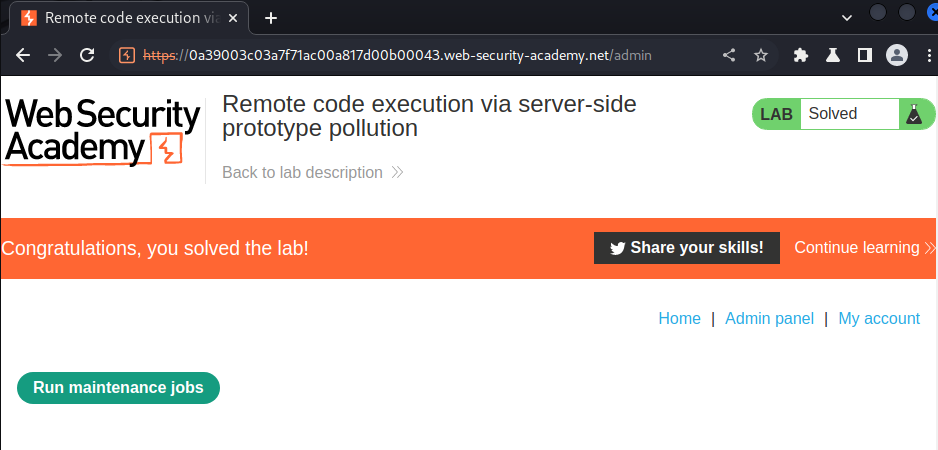 Remote code execution via
https://0a39003c03a7f71ac00a817d00b00043.web-security-academy.net/admin
Web Security
Academy
Remote code execution via server-side
prototype pollution
LAB Solved
Back to lab description
Congratulations, you solved the lab!
Share your skills!
Continue learning
Home | Admin panel | My account
Run maintenance jobs